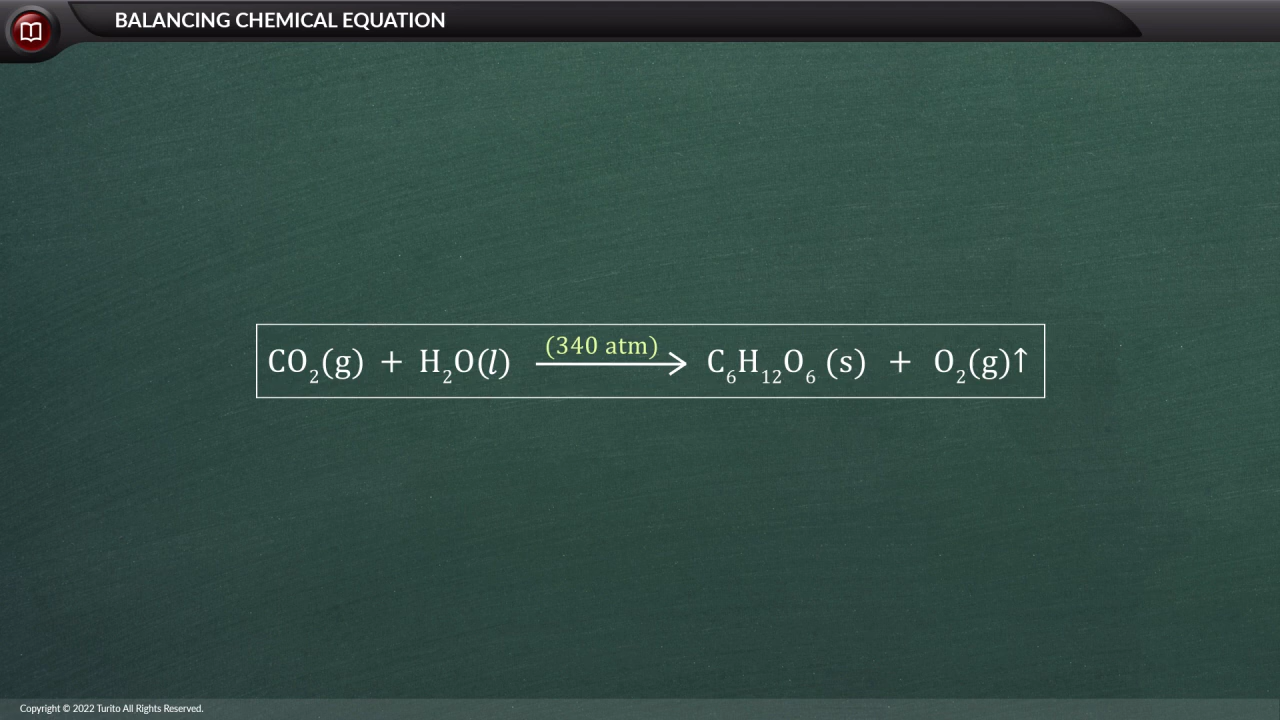 BALANCING CHEMICAL EQUATION
(340 atm)
CO₂(g) + H₂O(l) ⟶ C₆H₁₂O₆ (s) + O₂(g)↑
Copyright © 2022 Turito All Rights Reserved.